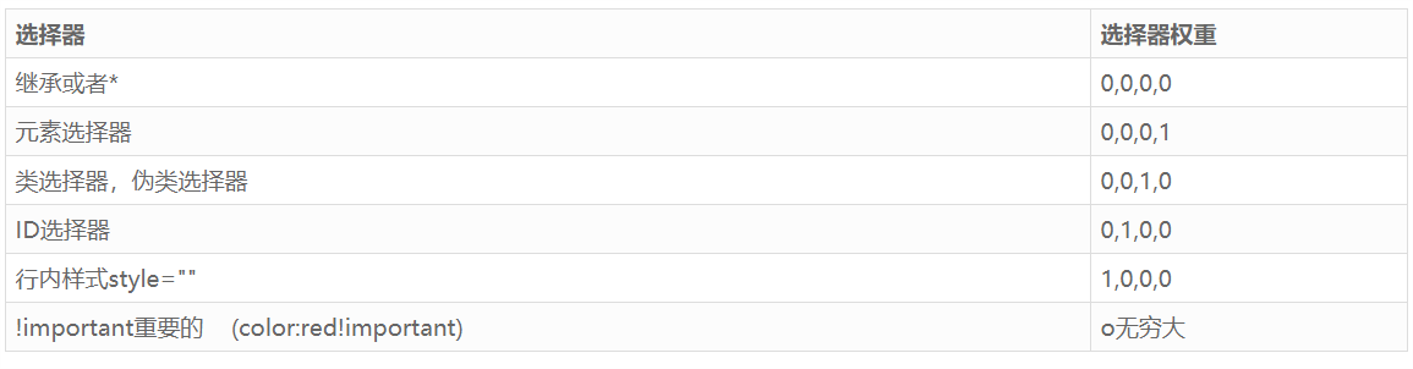 选择器 选择器权重
继承或者* 0,0,0,0
元素选择器 0,0,0,1
类选择器，伪类选择器 0,0,1,0
ID选择器 0,1,0,0
行内样式style="" 1,0,0,0
!important重要的 (color:red!important) o无穷大